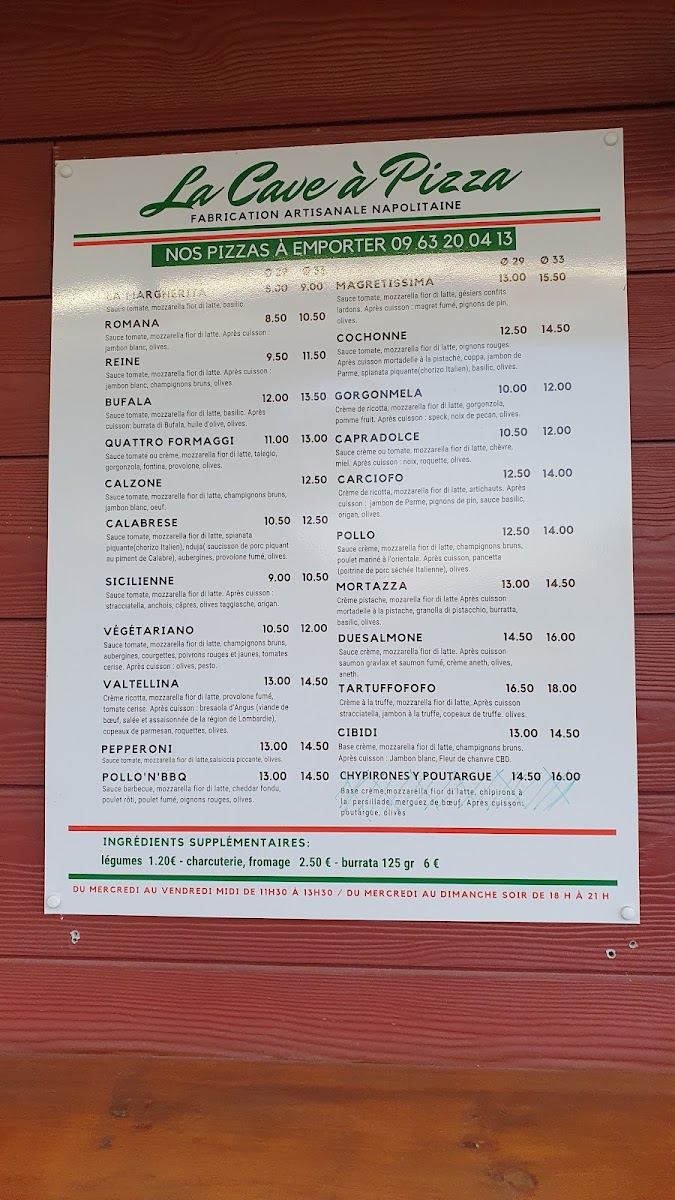 La Cave à Pizza
FABRICATION ARTISANALE NAPOLITAINE
NOS PIZZAS À EMPORTER 09 63 20 04 13
Ø 29 Ø 33
LA MARGHERITA 8.00 9.00
Sauce tomate, mozzarella fior di latte, basilic.
ROMANA 8.50 10.50
Sauce tomate, mozzarella fior di latte. Après cuisson :
jambon blanc, olives.
REINE 9.50 11.50
Sauce tomate, mozzarella fior di latte. Après cuisson :
jambon blanc, champignons bruns, olives.
BUFALA 12.00 13.50
Sauce tomate, mozzarella fior di latte, basilic. Après
cuisson: burrata di Bufala, huile d'olive, olives.
QUATTRO FORMAGGI 11.00 13.00
Sauce tomate ou crème, mozzarella fior di latte, talegio,
gorgonzola, fontina, provolone, olives.
CALZONE 12.50
Sauce tomate, mozzarella fior di latte, champignons bruns,
jambon blanc, oeuf.
CALABRESE 10.50 12.50
Sauce tomate, mozzarella fior di latte, spianata
piquante(chorizo Italien), nduja( saucisson de porc piquant
au piment de Calabre), aubergines, provolone fumé, olives.
SICILIENNE 9.00 10.50
Sauce tomate, mozzarella fior di latte. Après cuisson :
stracciatella, anchois, câpres, olives taggiasche, origan.
VÉGÉTARIANO 10.50 12.00
Sauce tomate, mozzarella fior di latte, champignons bruns,
aubergines, courgettes, poivrons rouges et jaunes, tomates
cerise. Après cuisson : olives, pesto.
VALTELLINA 13.00 14.50
Crème ricotta, mozzarella fior di latte, provolone fumé,
tomate cerise. Après cuisson : bresaola d'Angus (viande de
bœuf, salée et assaisonnée de la région de Lombardie),
copeaux de parmesan, roquettes, olives.
PEPPERONI 13.00 14.50
Sauce tomate, mozzarella fior di latte,salsiccia piccante, olives.
POLLO'N'BBQ 13.00 14.50
Sauce barbecue, mozzarella fior di latte, cheddar fondu,
poulet rôti, poulet fumé, oignons rouges, olives.
Ø 29 Ø 33
MAGRETISSIMA 13.00 15.50
Sauce tomate, mozzarella fior di latte, gésiers confits
lardons. Après cuisson : magret fumé, pignons de pin,
olives.
COCHONNE 12.50 14.50
Sauce tomate, mozzarella fior di latte, oignons rouges.
Après cuisson mortadelle à la pistache, coppa, jambon de
Parme, spianata piquante(chorizo Italien), basilic, olives.
GORGONMELA 10.00 12.00
Crème de ricotta, mozzarella fior di latte, gorgonzola,
pomme fruit. Après cuisson : speck, noix de pecan, olives.
CAPRADOLCE 10.50 12.00
Sauce crème ou tomate, mozzarella fior di latte, chèvre,
miel. Après cuisson : noix, roquette, olives.
CARCIOFO 12.50 14.00
Crème de ricotta, mozzarella fior di latte, artichauts. Après
cuisson : jambon de Parme, pignons de pin, sauce basilic,
origan, olives.
POLLO 12.50 14.00
Sauce crème, mozzarella fior di latte, champignons bruns,
poulet mariné à l'orientale. Après cuisson, pancetta
(poitrine de porc séchée Italienne), olives.
MORTAZZA 13.00 14.50
Crème pistache, mozarella fior di latte Après cuisson
mortadelle à la pistache, granolla di pistacchio, burratta,
basilic, olives.
DUESALMONE 14.50 16.00
Sauce crème, mozzarella fior di latte. Après cuisson
saumon gravlax et saumon fumé, crème aneth, olives,
aneth.
TARTUFFOFOFO 16.50 18.00
Crème à la truffe, mozzarella fior di latte, Après cuisson
stracciatella, jambon à la truffe, copeaux de truffe. olives.
CIBIDI 13.00 14.50
Base crème, mozzarella fior di latte, champignons bruns.
Après cuisson : Jambon blanc, Fleur de chanvre CBD.
CHYPIRONES Y POUTARGUE 14.50 16.00
Base crème,mozzarella fior di latte, chipirons à
la persillade, merguez de bœuf. Après cuisson:
poutargue, olives
INGRÉDIENTS SUPPLÉMENTAIRES:
légumes 1.20€ - charcuterie, fromage 2.50 € - burrata 125 gr 6 €
DU MERCREDI AU VENDREDI MIDI DE 11H30 À 13H30 / DU MERCREDI AU DIMANCHE SOIR DE 18 H À 21 H